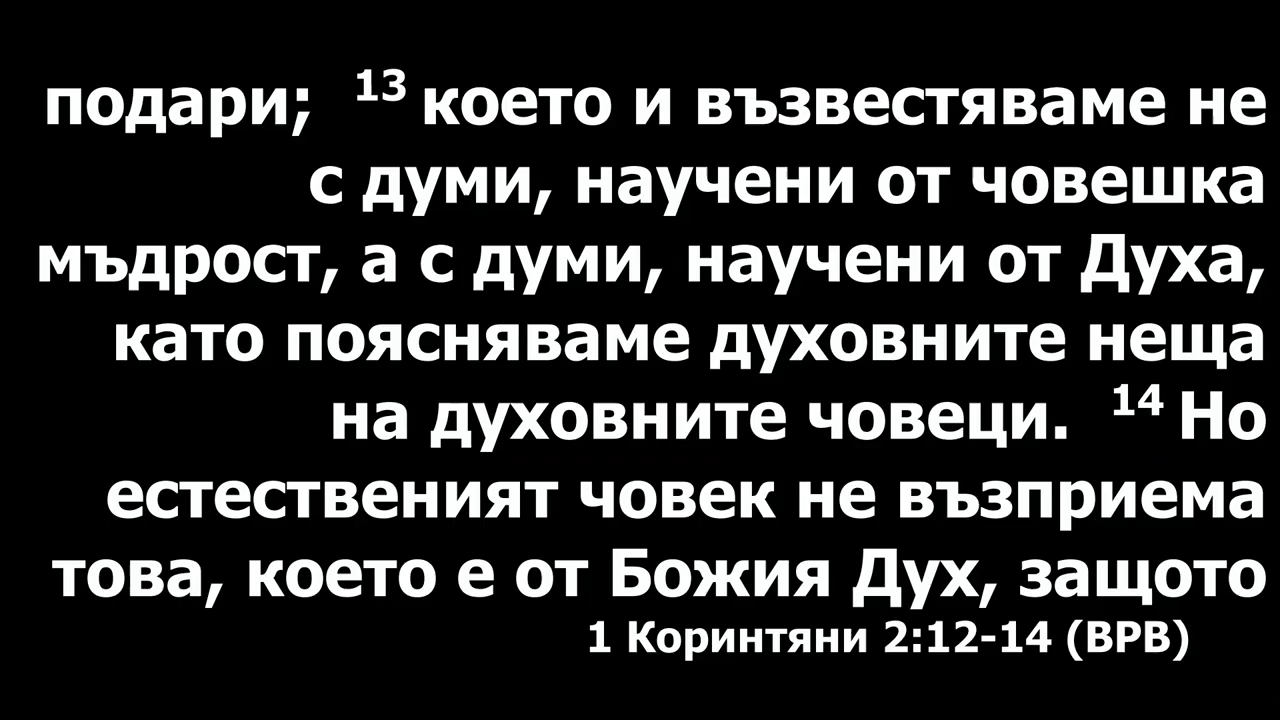 подари; 13 което и възвестяваме не
с думи, научени от човешка
мъдрост, а с думи, научени от Духа,
като поясняваме духовните неща
на духовните човеци. 14 Но
естественият човек не възприема
това, което е от Божия Дух, защото
1 Коринтяни 2:12-14 (ВРВ)